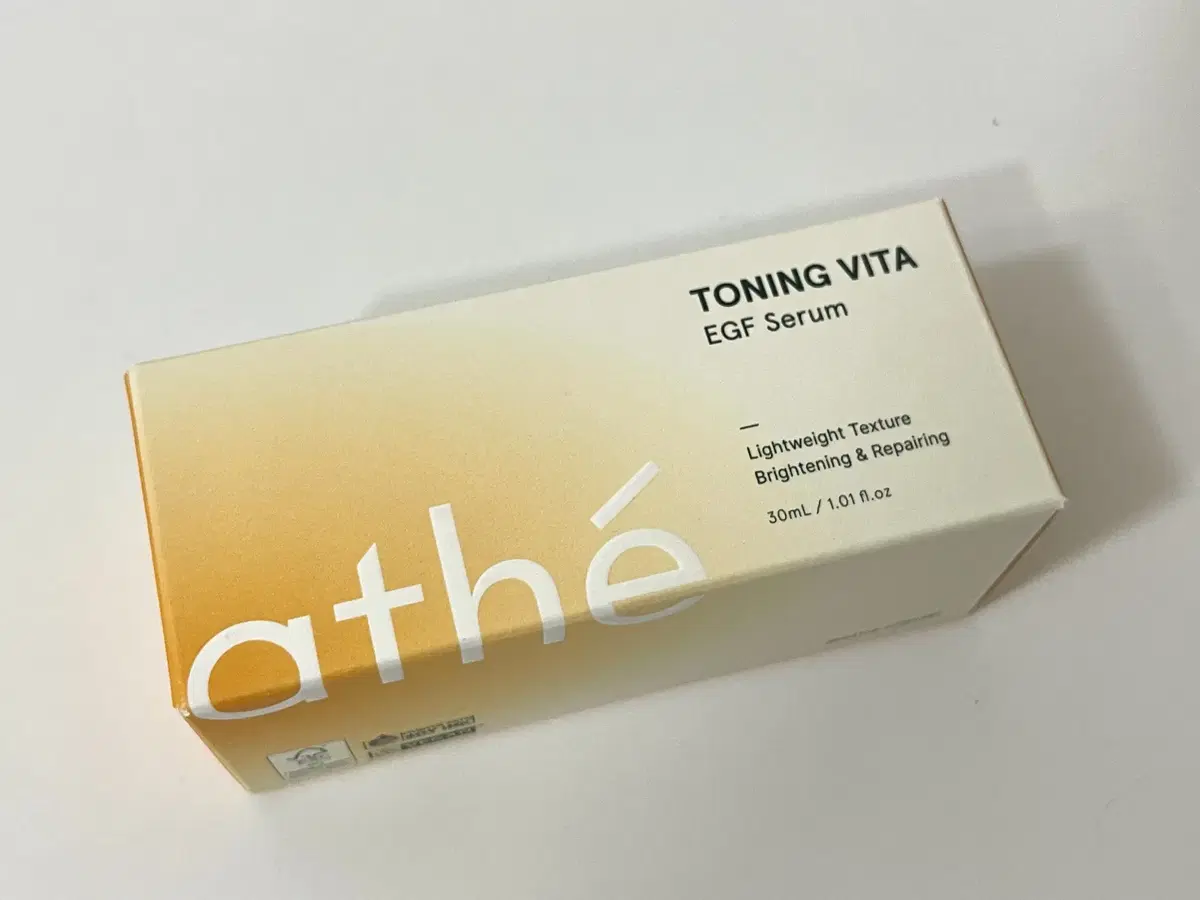 TONING VITA
EGF Serum
Lightweight Texture
Brightening & Repairing
30mL / 1.01 fl.oz
athé